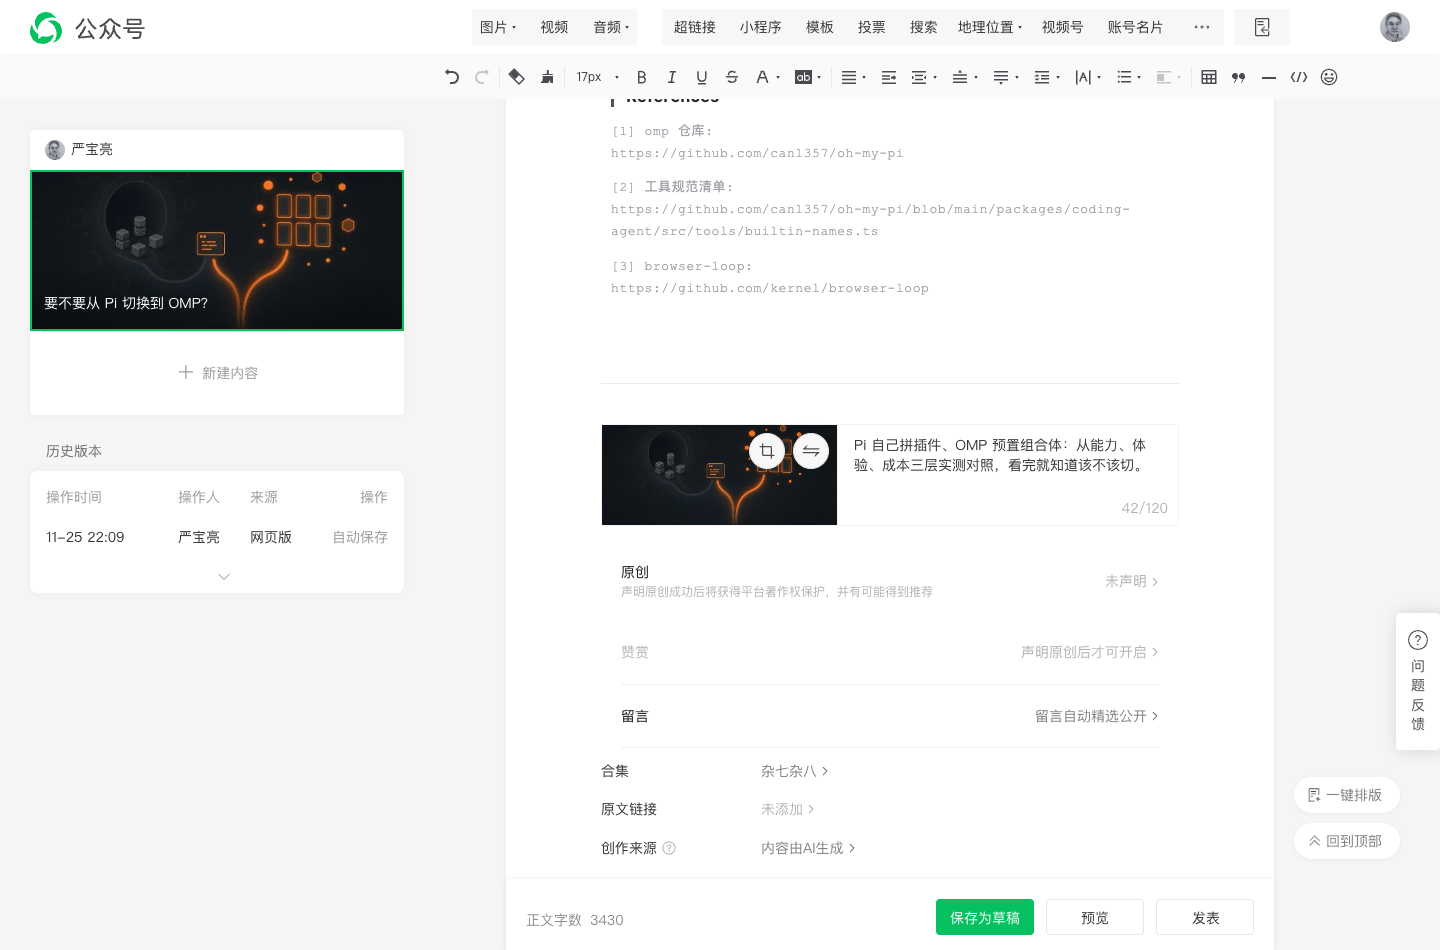 公众号
图片
视频
音频
超链接
小程序
模板
投票
搜索
地理位置
视频号
账号名片
17px
严宝亮
要不要从 Pi 切换到 OMP?
新建内容
历史版本
操作时间 操作人 来源 操作
11-25 22:09 严宝亮 网页版 自动保存
References
[1] omp 仓库:
https://github.com/can1357/oh-my-pi
[2] 工具规范清单:
https://github.com/can1357/oh-my-pi/blob/main/packages/coding-
agent/src/tools/builtin-names.ts
[3] browser-loop:
https://github.com/kernel/browser-loop
Pi 自己拼插件、OMP 预置组合体：从能力、体
验、成本三层实测对照，看完就知道该不该切。
42/120
原创
声明原创成功后将获得平台著作权保护，并有可能得到推荐
未声明
赞赏 声明原创后才可开启
留言 留言自动精选公开
合集 杂七杂八
原文链接 未添加
创作来源 内容由AI生成
正文字数 3430
保存为草稿
预览
发表
问
题
反
馈
一键排版
回到顶部